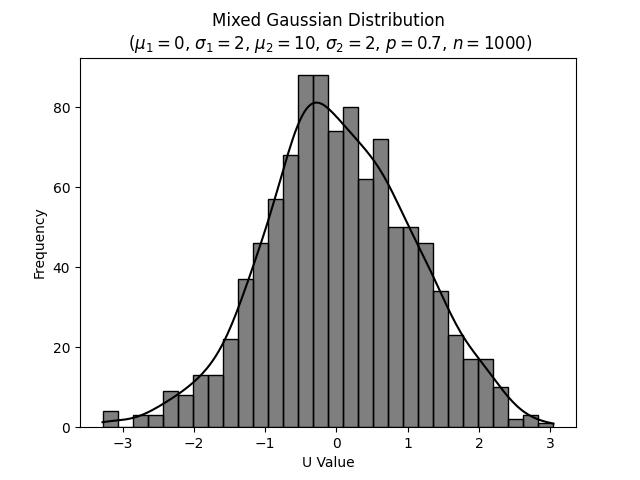 Mixed Gaussian Distribution
(μ₁ = 0, σ₁ = 2, μ₂ = 10, σ₂ = 2, p = 0.7, n = 1000)
80
60
40
20
0
Frequency
−3 −2 −1 0 1 2 3
U Value